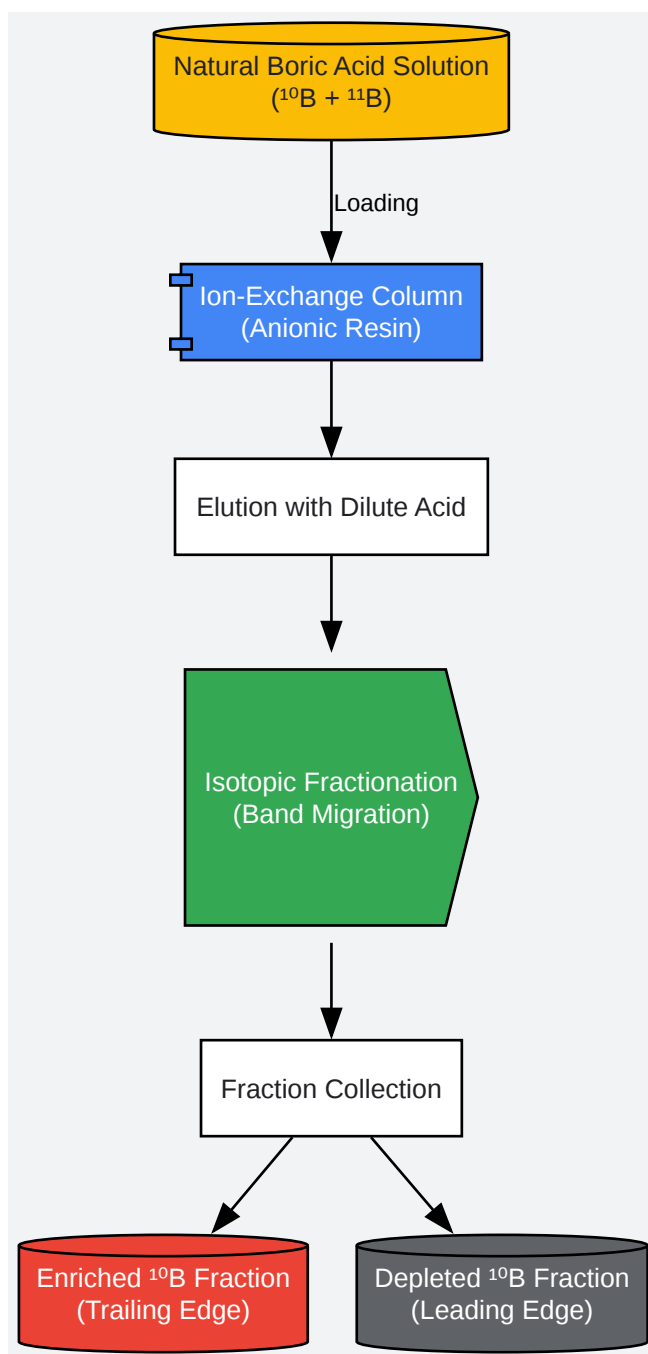 Natural Boric Acid Solution
(¹⁰B + ¹¹B)
Loading
Ion-Exchange Column
(Anionic Resin)
Elution with Dilute Acid
Isotopic Fractionation
(Band Migration)
Fraction Collection
Enriched ¹⁰B Fraction
(Trailing Edge)
Depleted ¹⁰B Fraction
(Leading Edge)